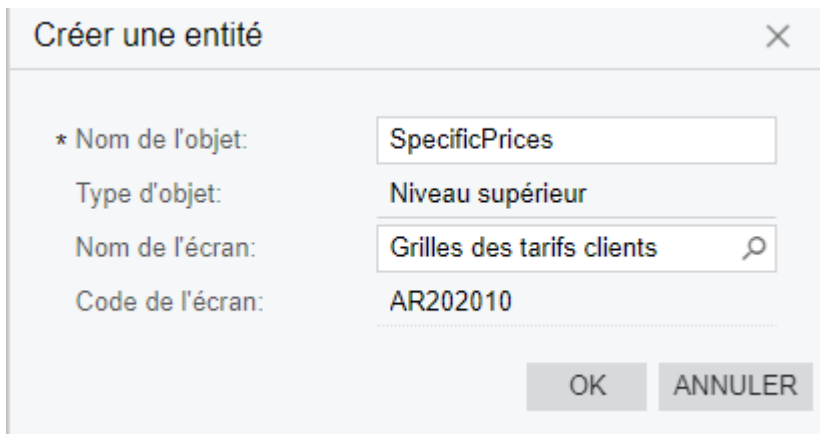 Créer une entité
* Nom de l'objet: SpecificPrices
Type d'objet: Niveau supérieur
Nom de l'écran: Grilles des tarifs clients
Code de l'écran: AR202010
OK ANNULER